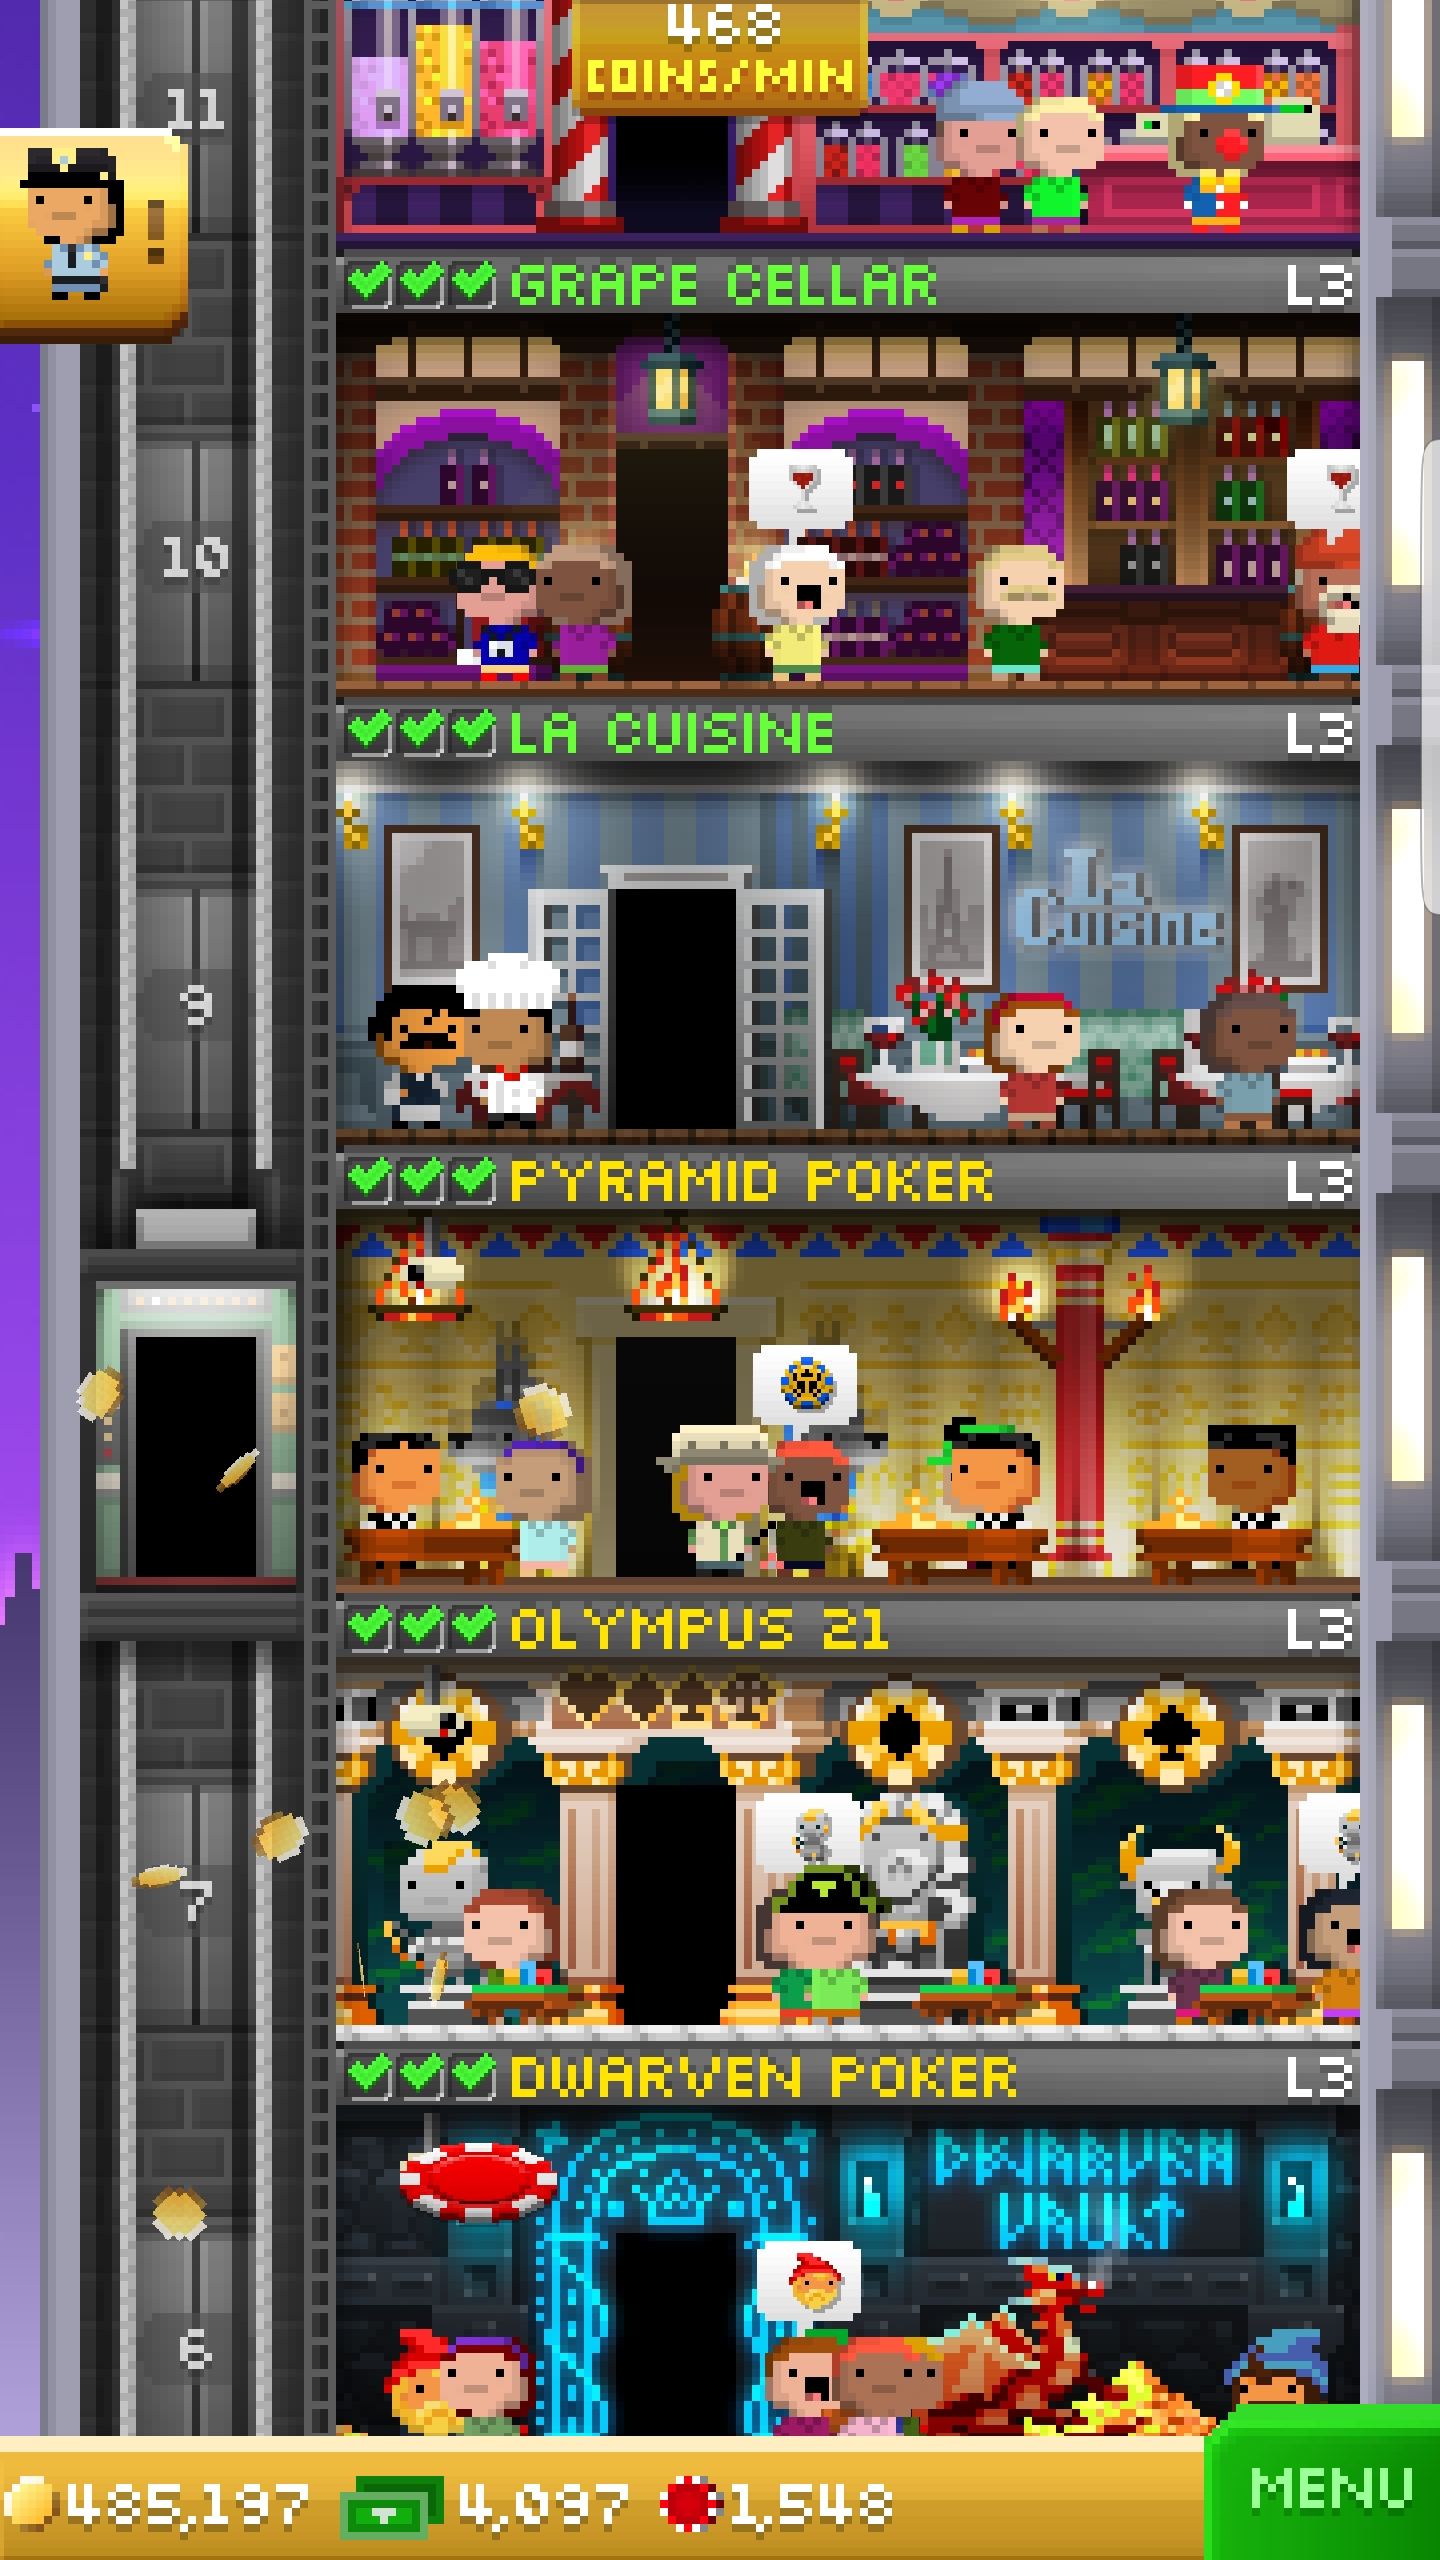 468
COINS/MIN
11
!
GRAPE CELLAR L3
10
LA CUISINE L3
La
Cuisine
9
PYRAMID POKER L3
OLYMPUS 21 L3
7
DWARVEN POKER L3
DWARVEN
VAULT
6
485,197 4,097 1,548
MENU